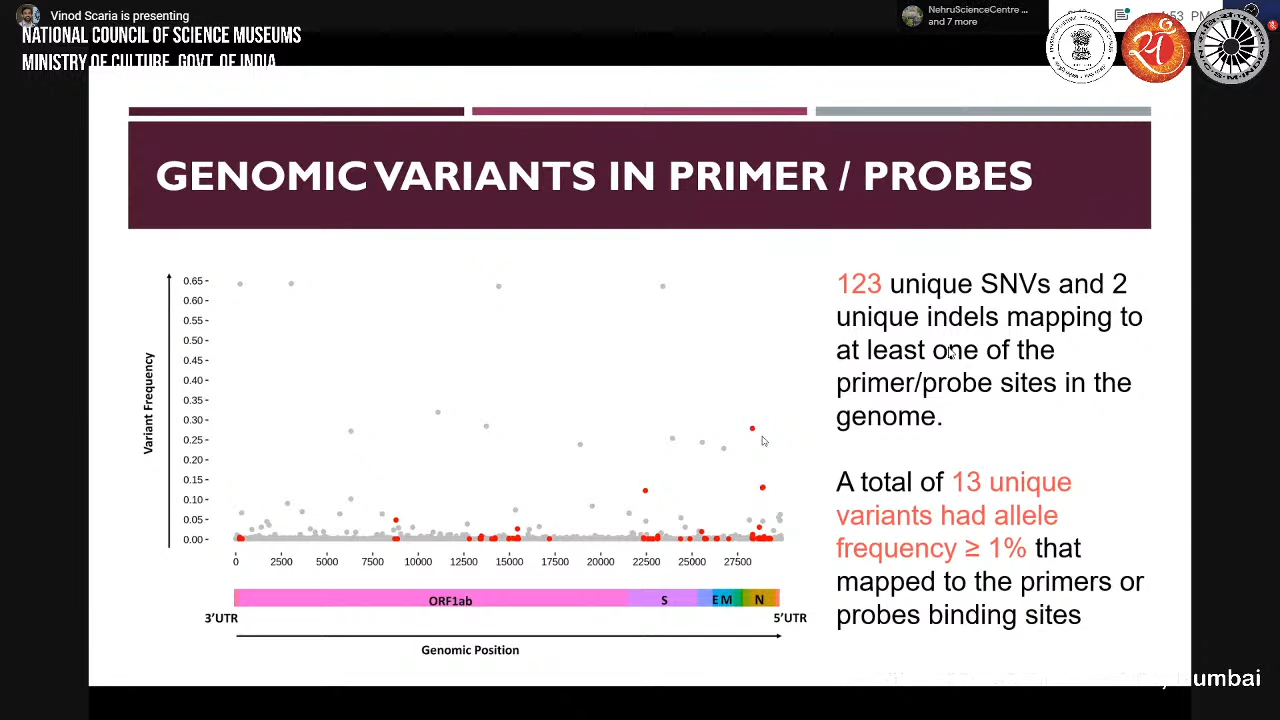 Vinod Scaria is presenting
NATIONAL COUNCIL OF SCIENCE MUSEUMS
MINISTRY OF CULTURE, GOVT. OF INDIA
NehruScienceCentre ...
and 7 more
53 PM
GENOMIC VARIANTS IN PRIMER / PROBES
Variant Frequency
0.65
0.60
0.55
0.50
0.45
0.40
0.35
0.30
0.25
0.20
0.15
0.10
0.05
0.00
0 2500 5000 7500 10000 12500 15000 17500 20000 22500 25000 27500
ORF1ab S E M N
3'UTR 5'UTR
Genomic Position
123 unique SNVs and 2
unique indels mapping to
at least one of the
primer/probe sites in the
genome.
A total of 13 unique
variants had allele
frequency ≥ 1% that
mapped to the primers or
probes binding sites
umbai